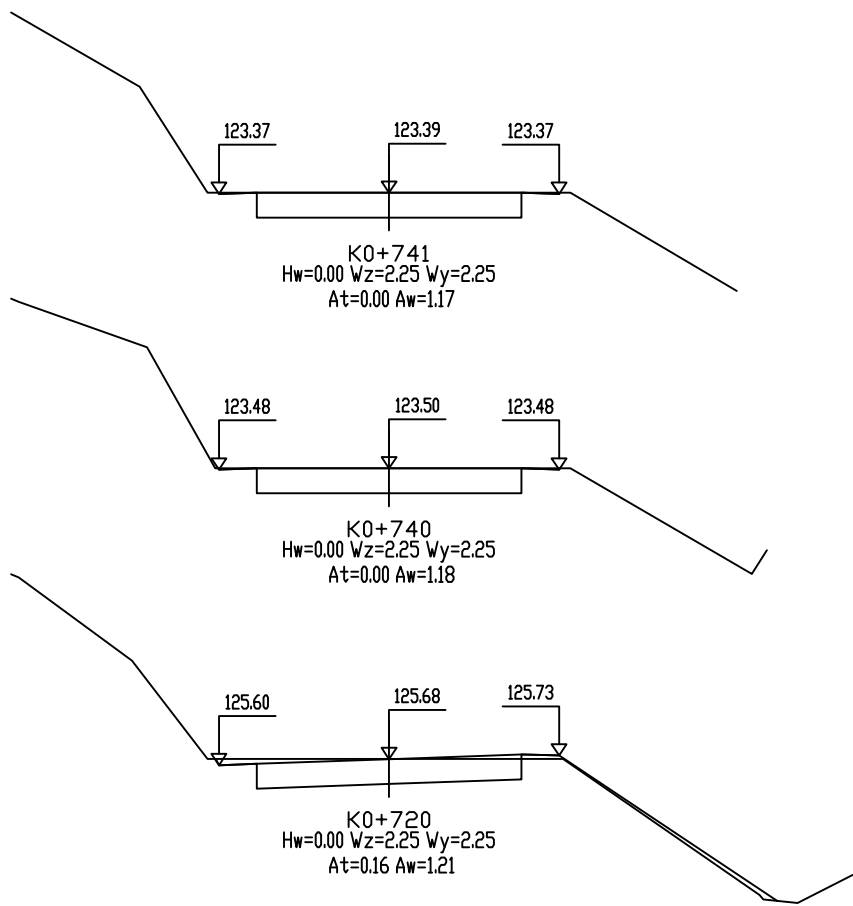 123.37 123.39 123.37
K0+741
Hw=0.00 Wz=2.25 Wy=2.25
At=0.00 Aw=1.17
123.48 123.50 123.48
K0+740
Hw=0.00 Wz=2.25 Wy=2.25
At=0.00 Aw=1.18
125.60 125.68 125.73
K0+720
Hw=0.00 Wz=2.25 Wy=2.25
At=0.16 Aw=1.21